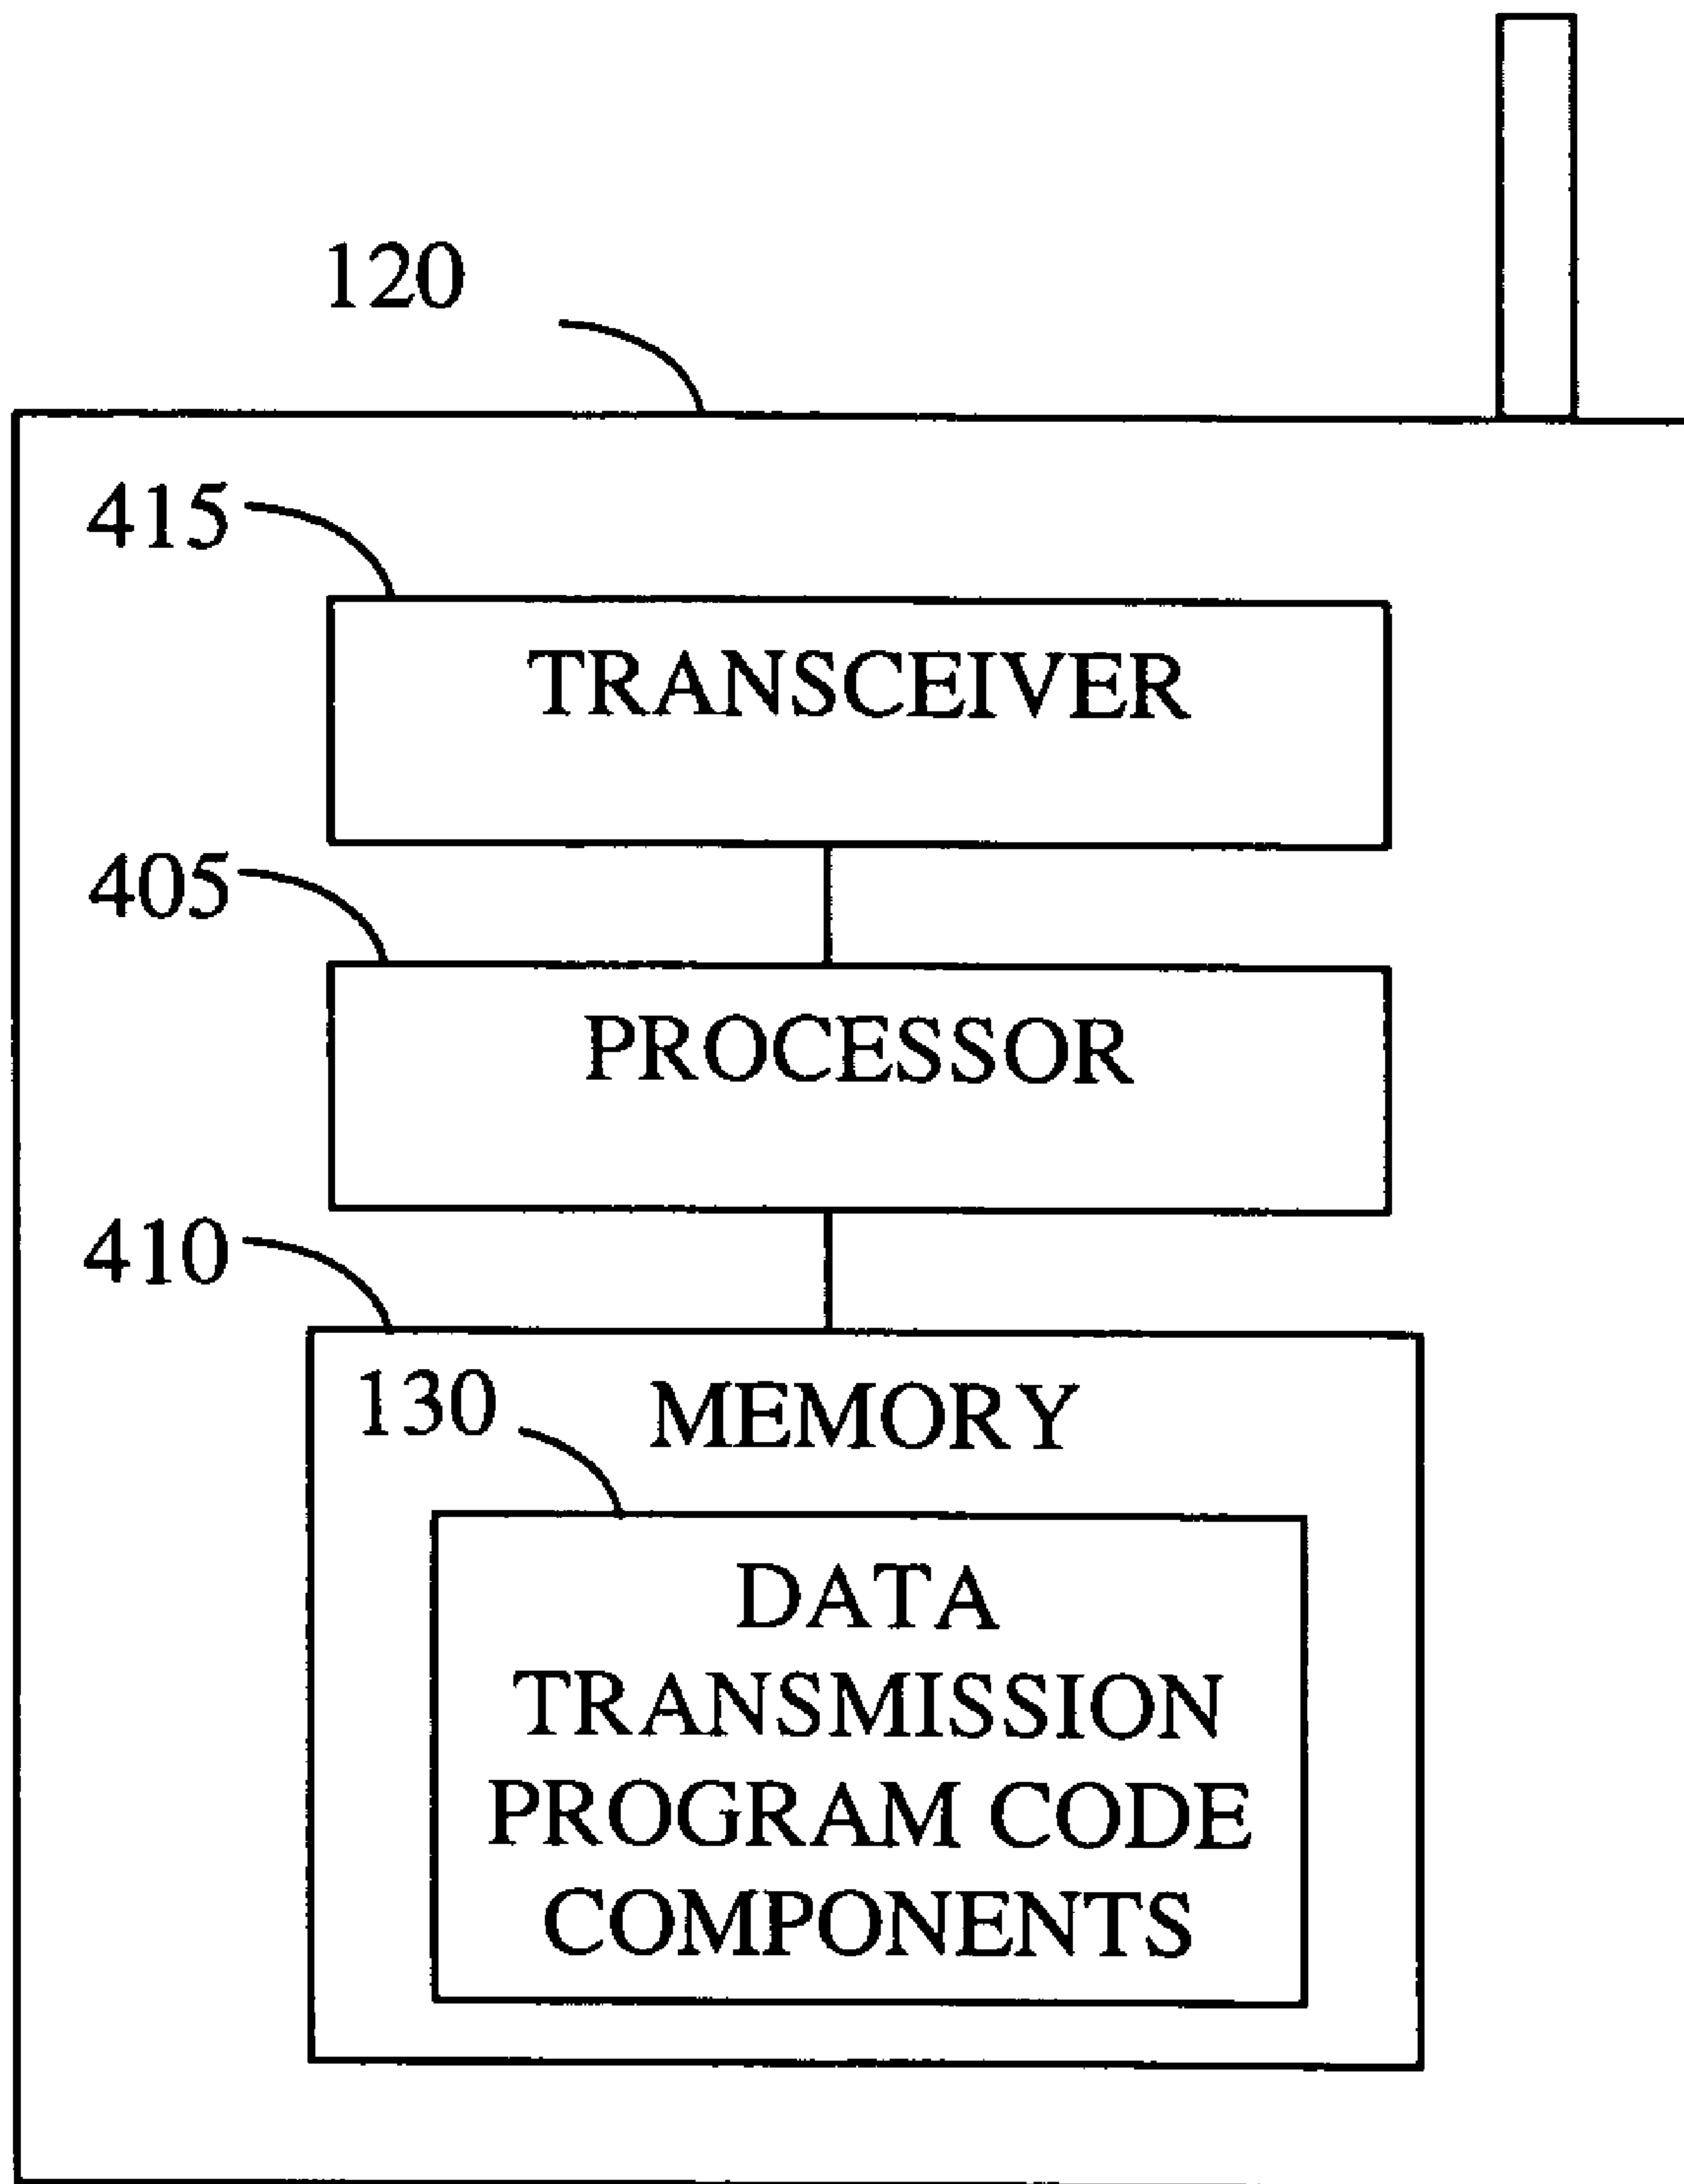 120
415
TRANSCEIVER
405
PROCESSOR
410
130
MEMORY
DATA
TRANSMISSION
PROGRAM CODE
COMPONENTS